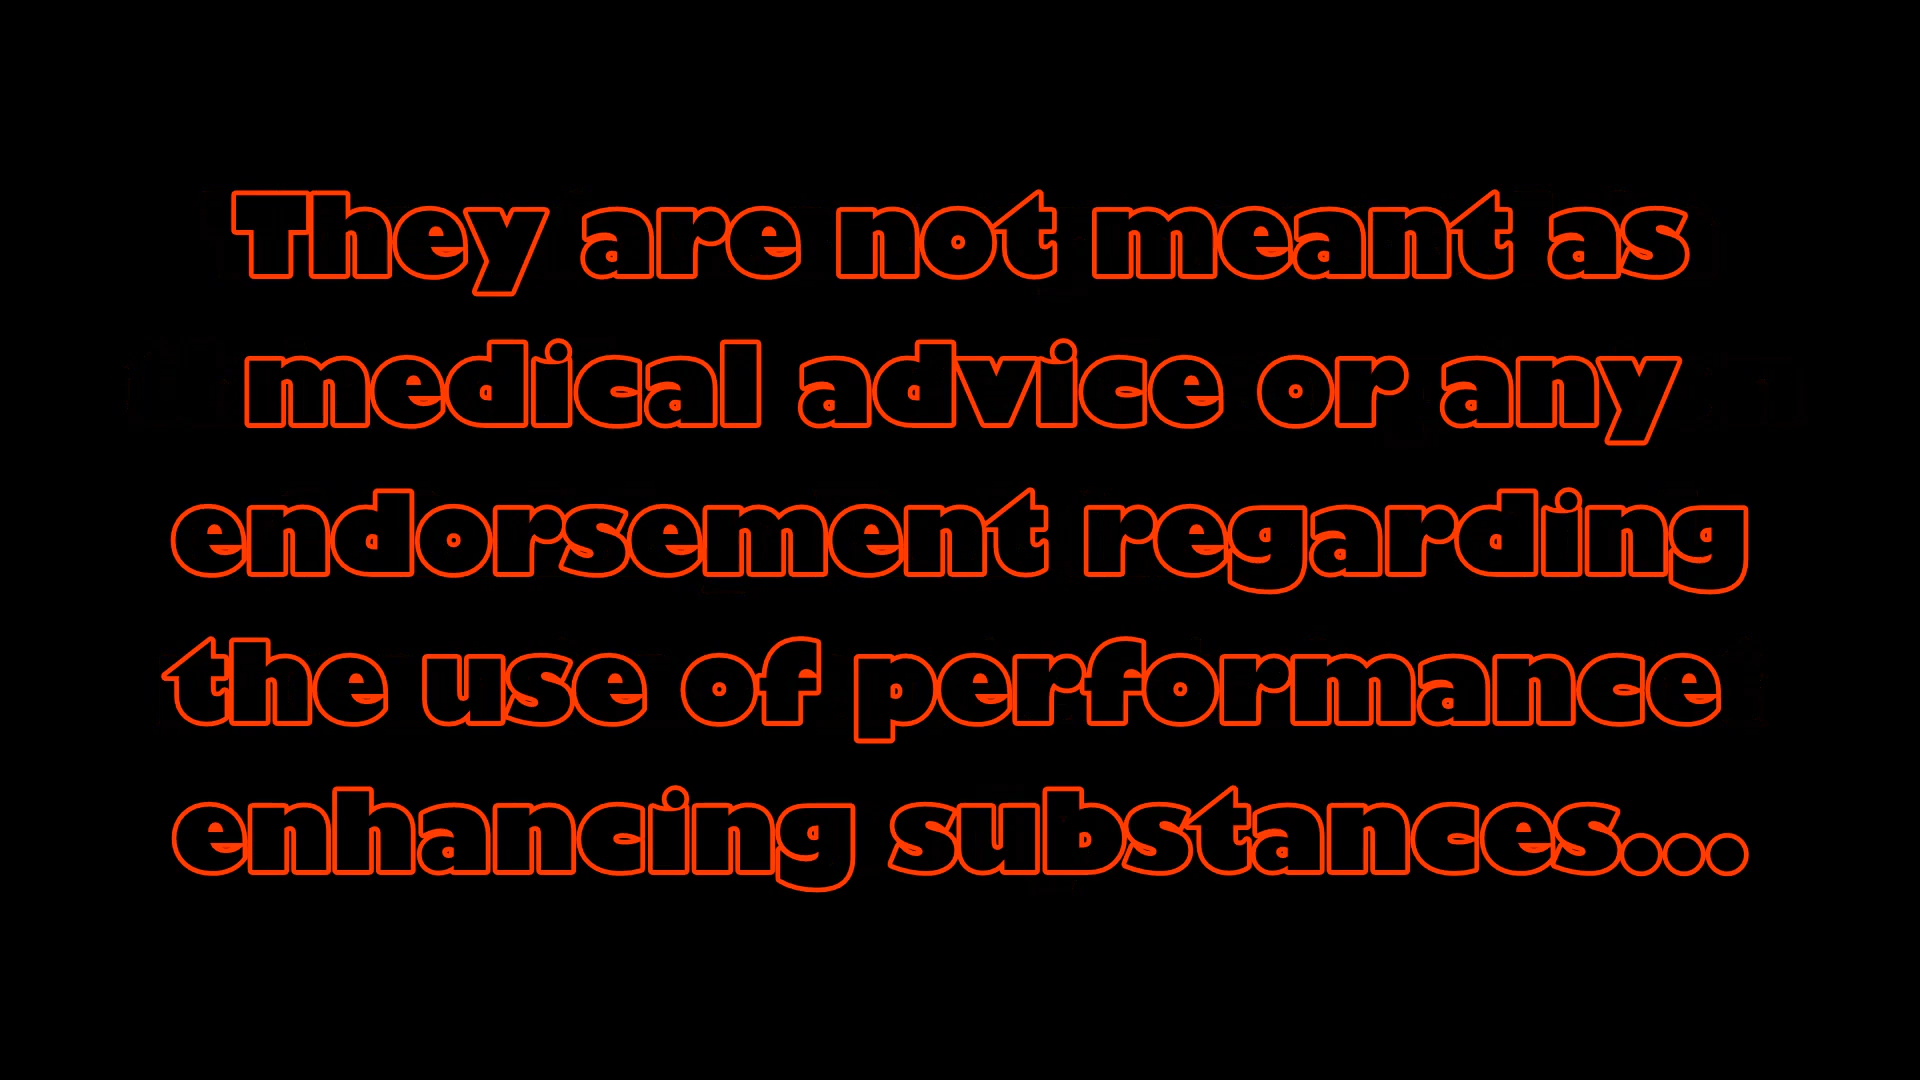 They are not meant as
medical advice or any
endorsement regarding
the use of performance
enhancing substances...